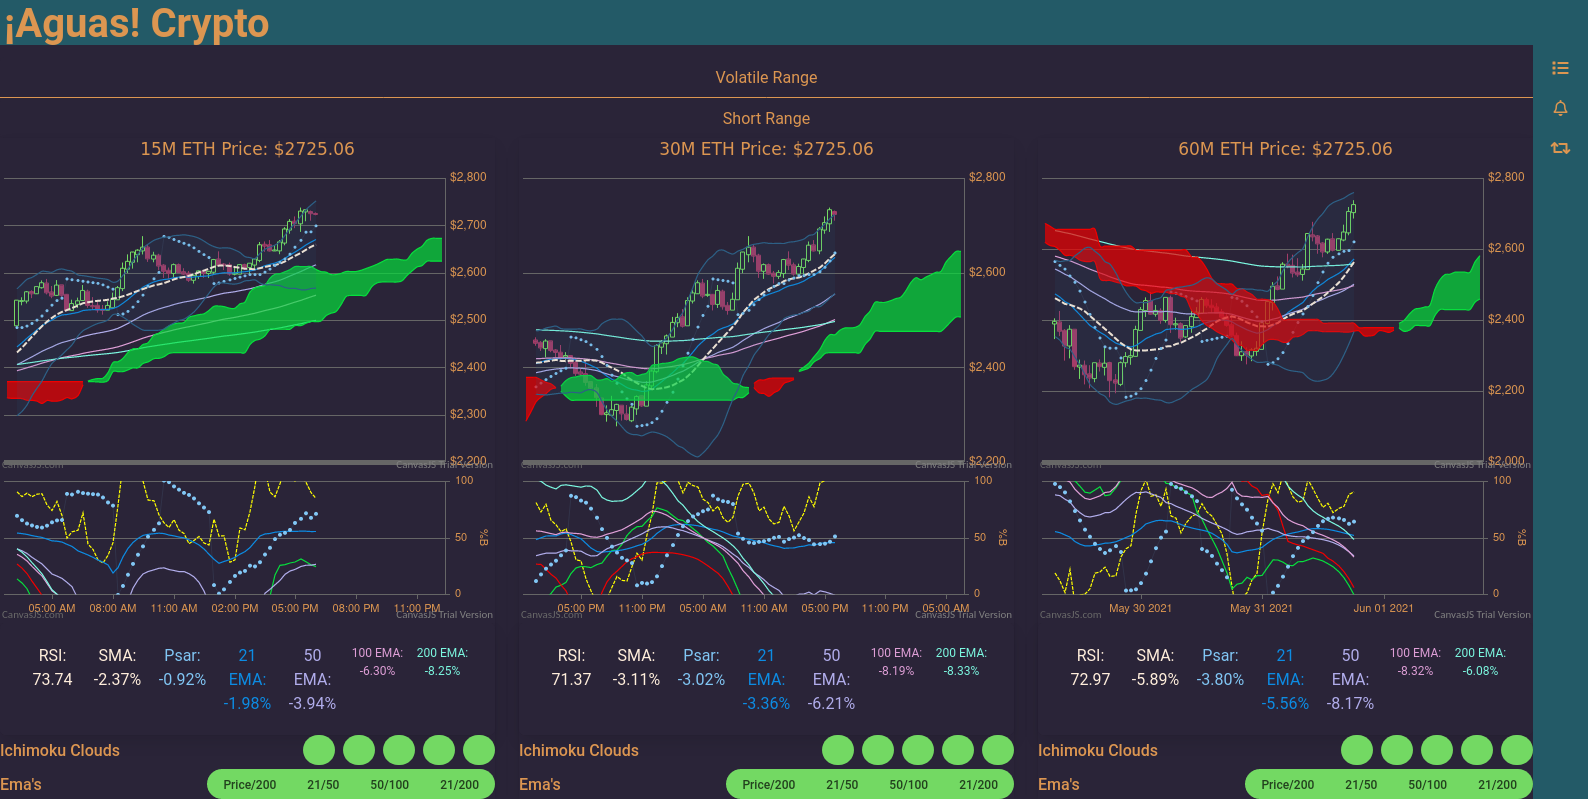 ¡Aguas! Crypto
Volatile Range
Short Range
15M ETH Price: $2725.06
$2,800
$2,700
$2,600
$2,500
$2,400
$2,300
$2,200
CanvasJS.com
CanvasJS Trial Version
100
50
0
%B
05:00 AM 08:00 AM 11:00 AM 02:00 PM 05:00 PM 08:00 PM 11:00 PM
CanvasJS.com
CanvasJS Trial Version
RSI: 73.74
SMA: -2.37%
Psar: -0.92%
21 EMA: -1.98%
50 EMA: -3.94%
100 EMA: -6.30%
200 EMA: -8.25%
Ichimoku Clouds
Ema's
Price/200 21/50 50/100 21/200
30M ETH Price: $2725.06
$2,800
$2,600
$2,400
$2,200
CanvasJS.com
CanvasJS Trial Version
100
50
0
%B
05:00 PM 11:00 PM 05:00 AM 11:00 AM 05:00 PM 11:00 PM 05:00 AM
CanvasJS.com
CanvasJS Trial Version
RSI: 71.37
SMA: -3.11%
Psar: -3.02%
21 EMA: -3.36%
50 EMA: -6.21%
100 EMA: -8.19%
200 EMA: -8.33%
Ichimoku Clouds
Ema's
Price/200 21/50 50/100 21/200
60M ETH Price: $2725.06
$2,800
$2,600
$2,400
$2,200
$2,000
CanvasJS.com
CanvasJS Trial Version
100
50
0
%B
May 30 2021 May 31 2021 Jun 01 2021
CanvasJS.com
CanvasJS Trial Version
RSI: 72.97
SMA: -5.89%
Psar: -3.80%
21 EMA: -5.56%
50 EMA: -8.17%
100 EMA: -8.32%
200 EMA: -6.08%
Ichimoku Clouds
Ema's
Price/200 21/50 50/100 21/200